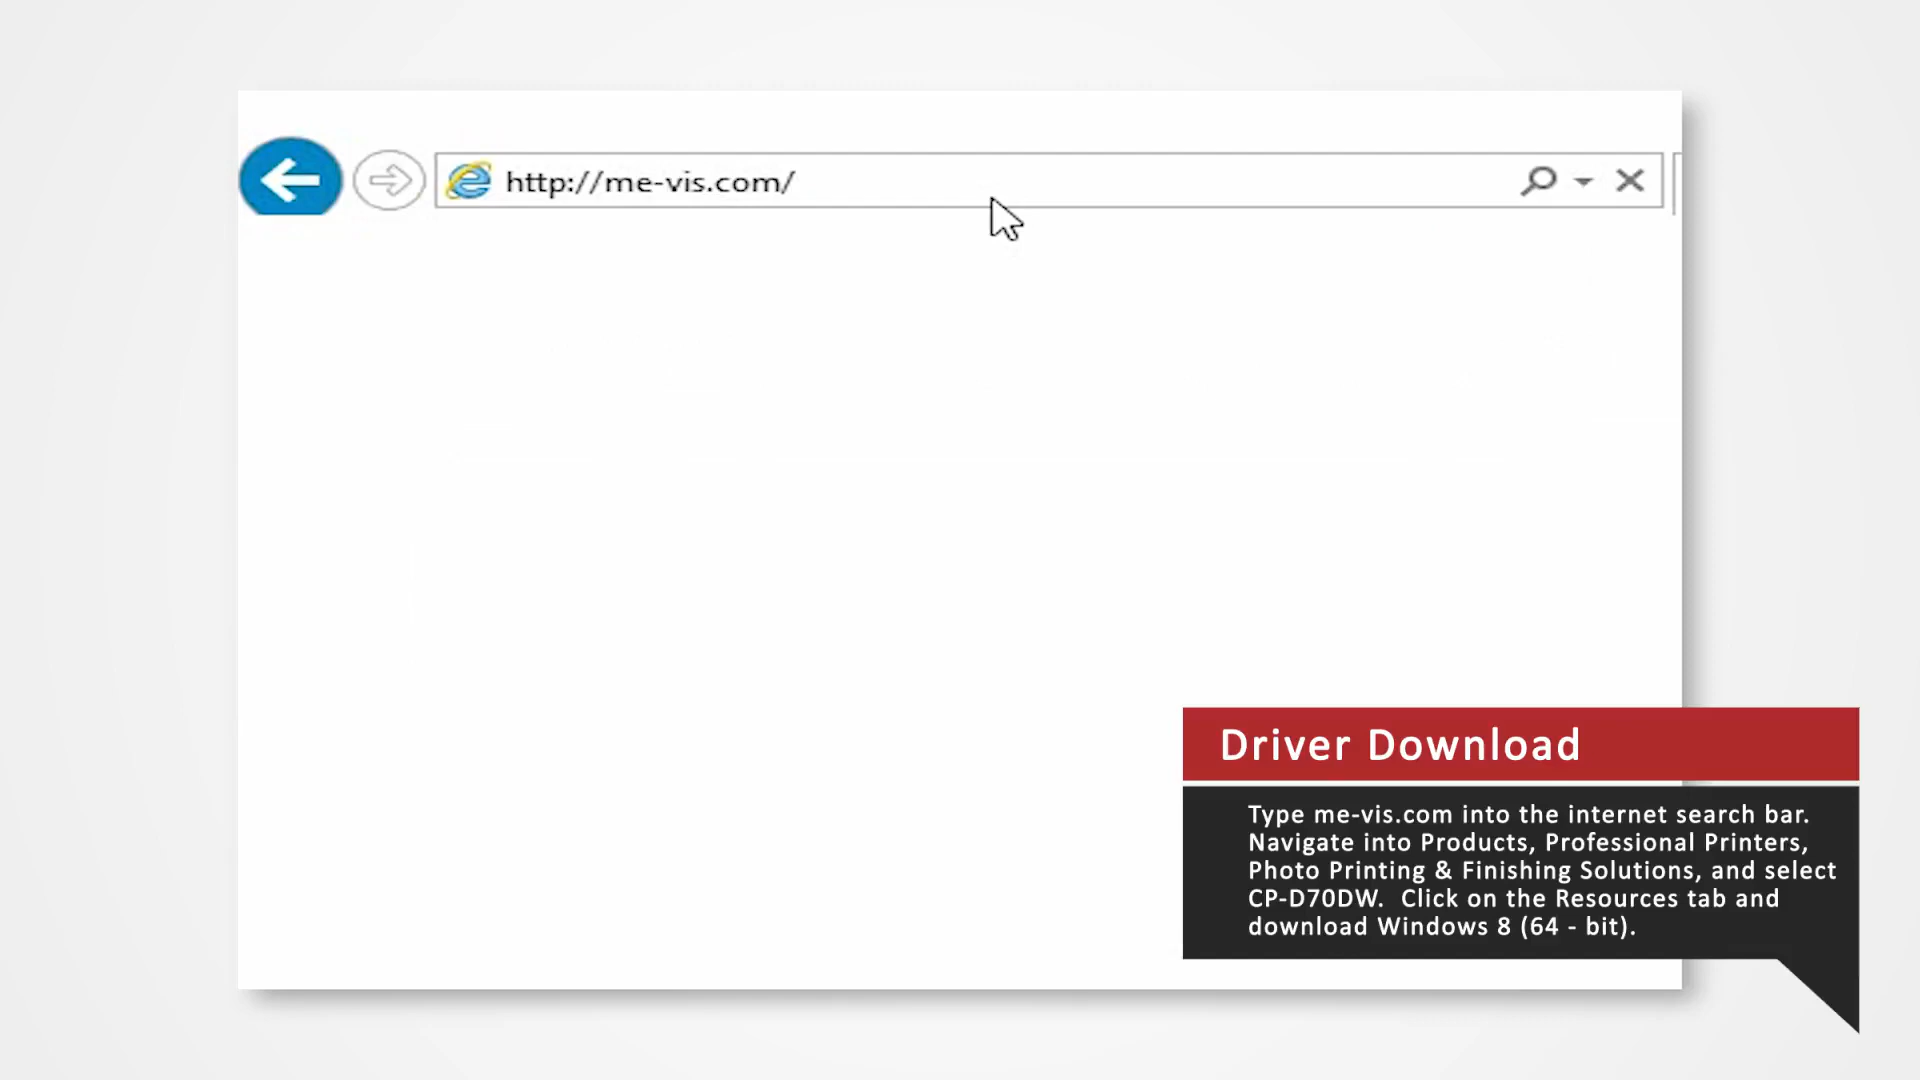 http://me-vis.com/
Driver Download
Type me-vis.com into the internet search bar.
Navigate into Products, Professional Printers,
Photo Printing & Finishing Solutions, and select
CP-D70DW.  Click on the Resources tab and
download Windows 8 (64 - bit).